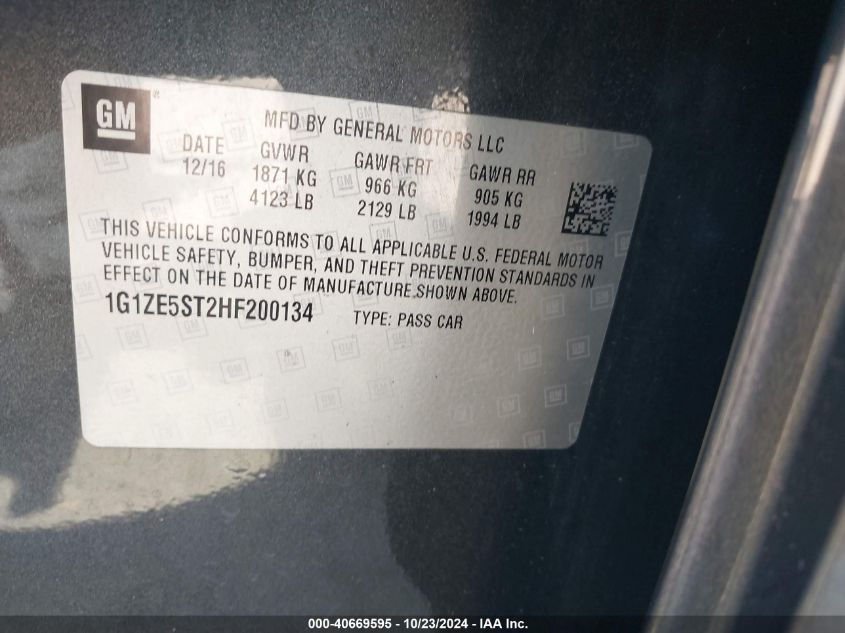 GM
MFD BY GENERAL MOTORS LLC
DATE GVWR GAWR FRT GAWR RR
12/16 1871 KG 966 KG 905 KG
4123 LB 2129 LB 1994 LB
THIS VEHICLE CONFORMS TO ALL APPLICABLE U.S. FEDERAL MOTOR
VEHICLE SAFETY, BUMPER, AND THEFT PREVENTION STANDARDS IN
EFFECT ON THE DATE OF MANUFACTURE SHOWN ABOVE.
1G1ZE5ST2HF200134 TYPE: PASS CAR
000-40669595 - 10/23/2024 - IAA Inc.